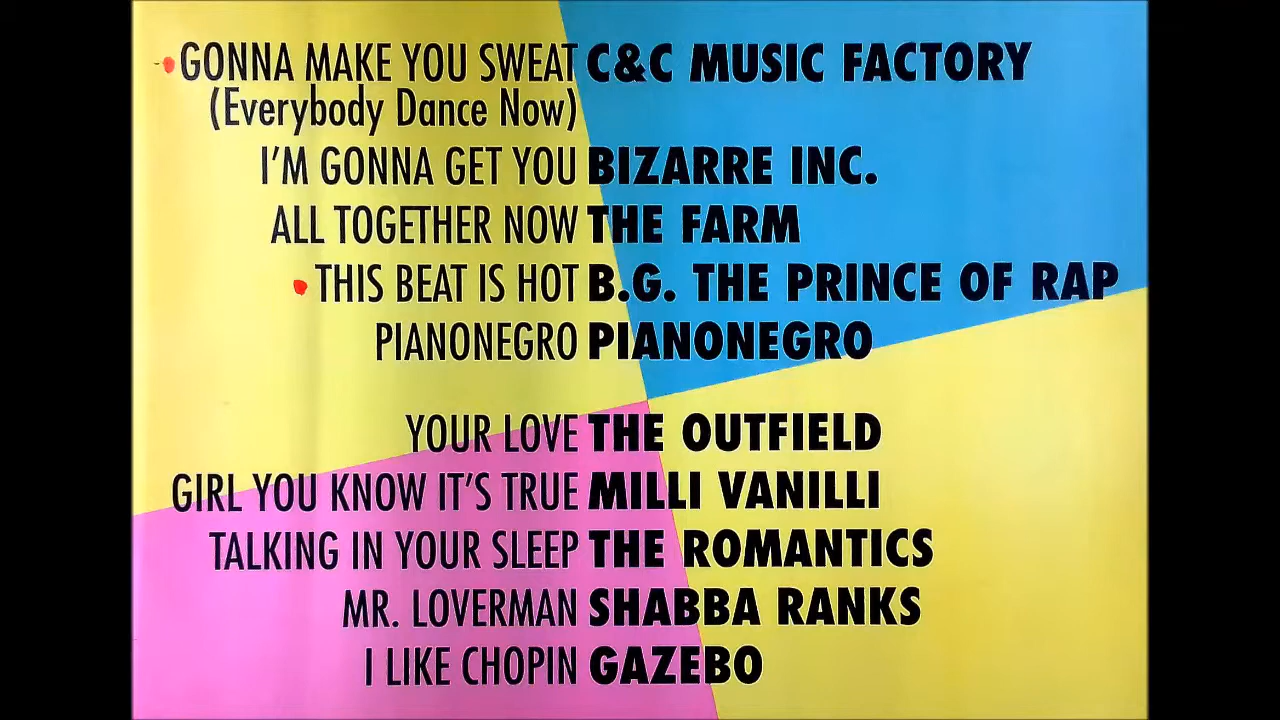 GONNA MAKE YOU SWEAT C&C MUSIC FACTORY
(Everybody Dance Now)
I'M GONNA GET YOU BIZARRE INC.
ALL TOGETHER NOW THE FARM
THIS BEAT IS HOT B.G. THE PRINCE OF RAP
PIANONEGRO PIANONEGRO
YOUR LOVE THE OUTFIELD
GIRL YOU KNOW IT'S TRUE MILLI VANILLI
TALKING IN YOUR SLEEP THE ROMANTICS
MR. LOVERMAN SHABBA RANKS
I LIKE CHOPIN GAZEBO